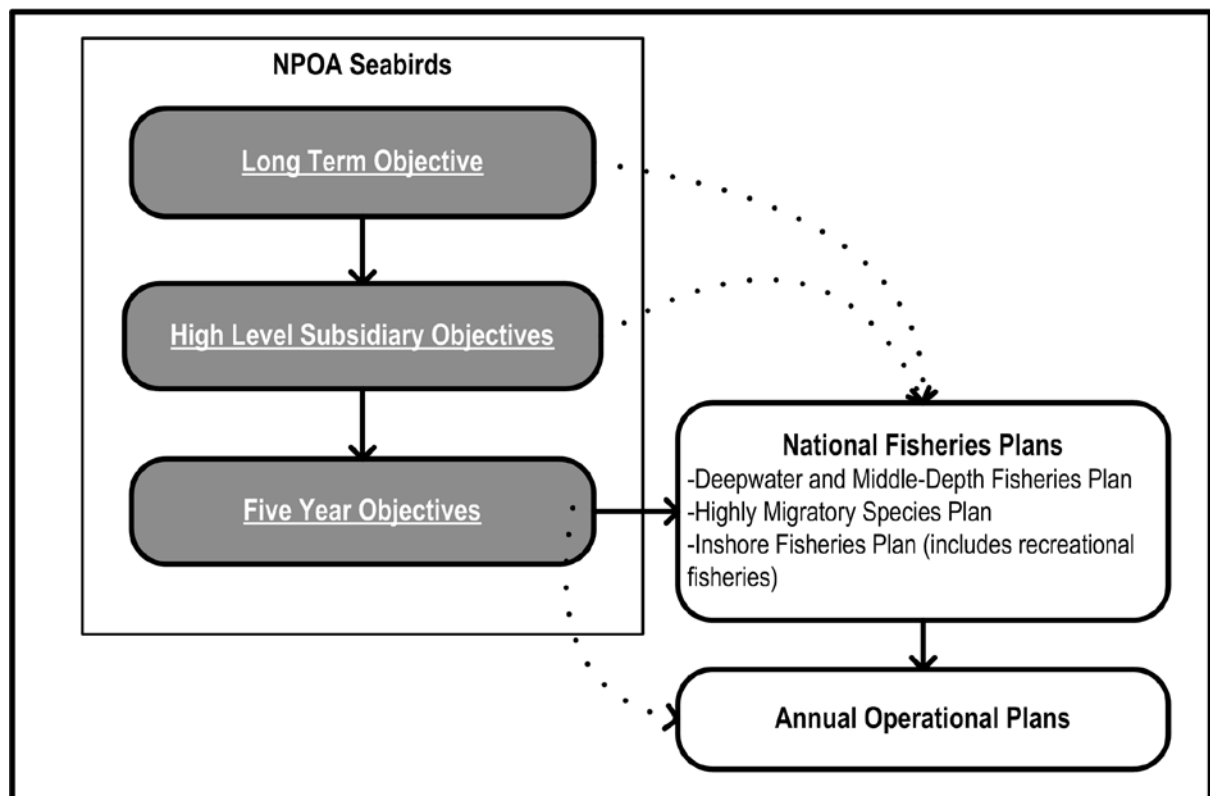 NPOA Seabirds
Long Term Objective
High Level Subsidiary Objectives
Five Year Objectives
National Fisheries Plans
-Deepwater and Middle-Depth Fisheries Plan
-Highly Migratory Species Plan
-Inshore Fisheries Plan (includes recreational
fisheries)
Annual Operational Plans